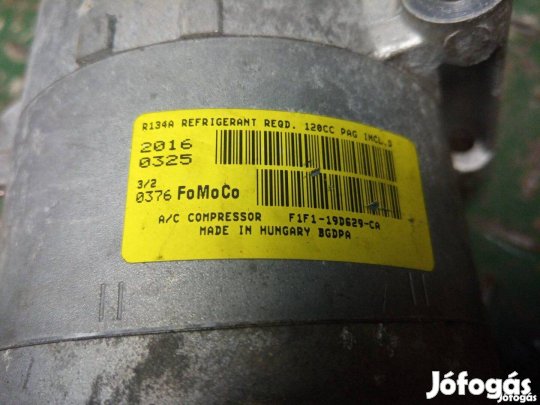 R134A REFRIGERANT REQD. 120CC PAG INCL.D
2016
0325
3/2
0376 FoMoCo
A/C COMPRESSOR F1F1-19D629-CA
MADE IN HUNGARY BGDPA
Jófogás
Jófogás